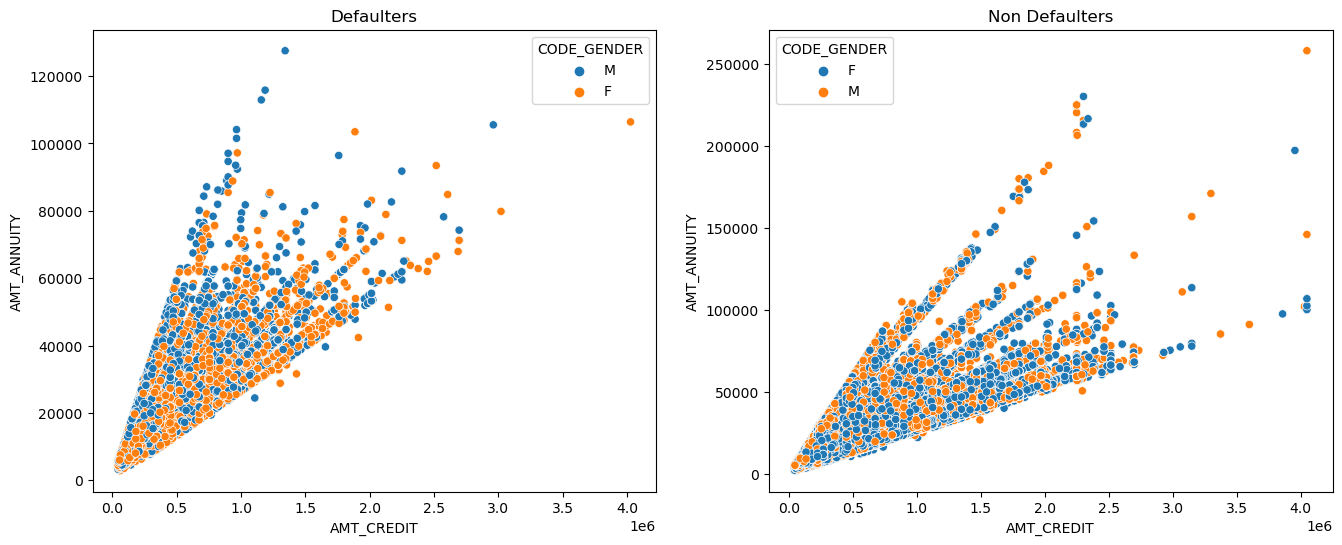 Defaulters
CODE_GENDER
M
F
120000
100000
80000
60000
40000
20000
0
AMT_ANNUITY
0.0 0.5 1.0 1.5 2.0 2.5 3.0 3.5 4.0
1e6
AMT_CREDIT
Non Defaulters
CODE_GENDER
F
M
250000
200000
150000
100000
50000
0
AMT_ANNUITY
0.0 0.5 1.0 1.5 2.0 2.5 3.0 3.5 4.0
1e6
AMT_CREDIT